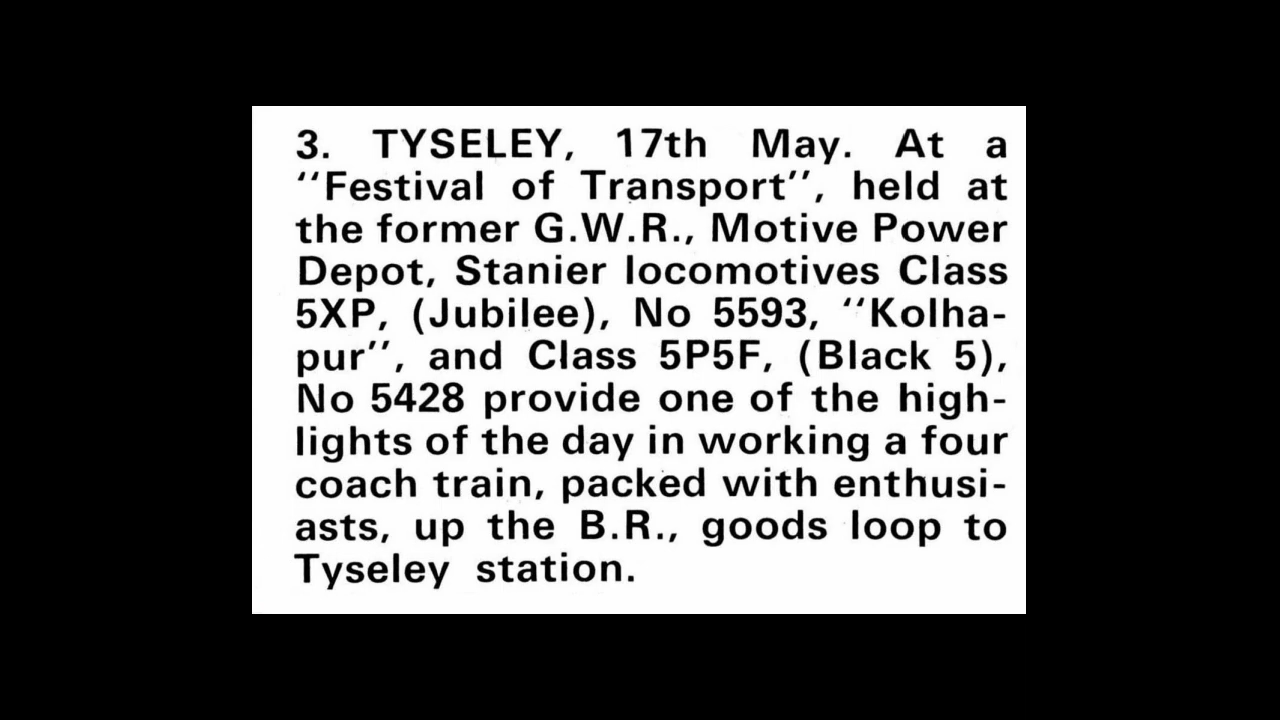 3. TYSELEY, 17th May. At a
"Festival of Transport", held at
the former G.W.R., Motive Power
Depot, Stanier locomotives Class
5XP, (Jubilee), No 5593, "Kolha-
pur", and Class 5P5F, (Black 5),
No 5428 provide one of the high-
lights of the day in working a four
coach train, packed with enthusi-
asts, up the B.R., goods loop to
Tyseley station.